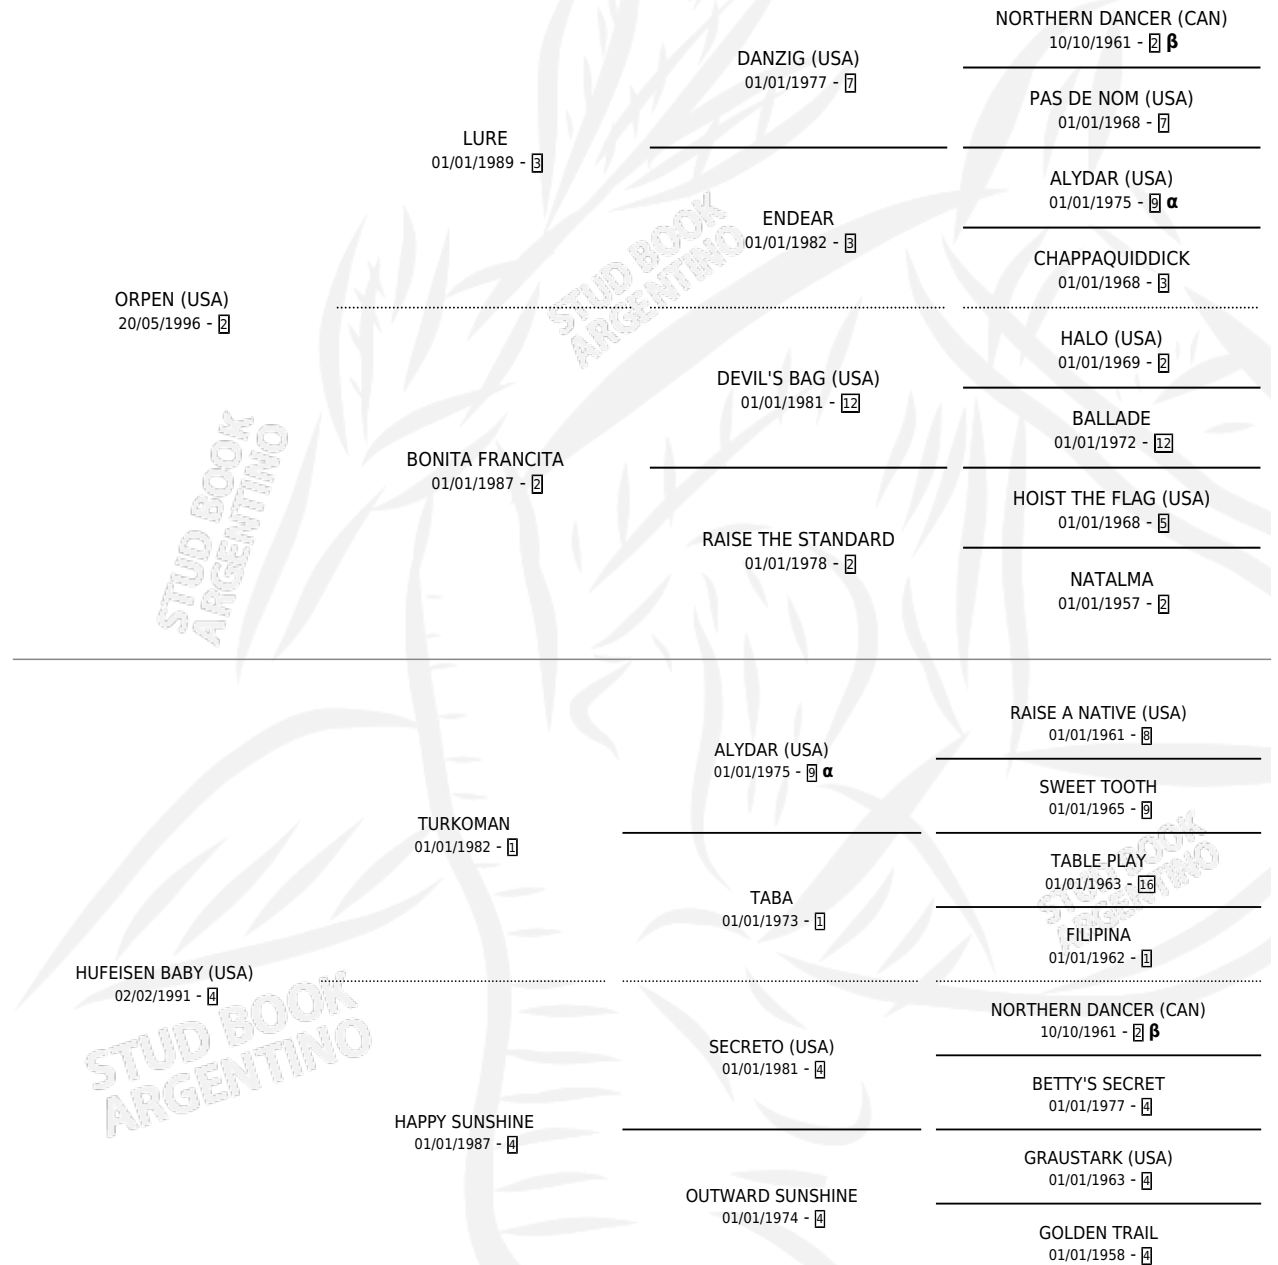 NORTHERN DANCER (CAN)
10/10/1961 - 2 β
DANZIG (USA)
01/01/1977 - 7
PAS DE NOM (USA)
01/01/1968 - 7
LURE
01/01/1989 - 3
ALYDAR (USA)
01/01/1975 - 9 α
ENDEAR
01/01/1982 - 3
CHAPPAQUIDDICK
01/01/1968 - 3
ORPEN (USA)
20/05/1996 - 2
HALO (USA)
01/01/1969 - 2
DEVIL'S BAG (USA)
01/01/1981 - 12
BALLADE
01/01/1972 - 12
BONITA FRANCITA
01/01/1987 - 2
HOIST THE FLAG (USA)
01/01/1968 - 5
RAISE THE STANDARD
01/01/1978 - 2
NATALMA
01/01/1957 - 2
RAISE A NATIVE (USA)
01/01/1961 - 8
ALYDAR (USA)
01/01/1975 - 9 α
SWEET TOOTH
01/01/1965 - 9
TURKOMAN
01/01/1982 - 1
TABLE PLAY
01/01/1963 - 16
TABA
01/01/1973 - 1
FILIPINA
01/01/1962 - 1
HUFEISEN BABY (USA)
02/02/1991 - 4
NORTHERN DANCER (CAN)
10/10/1961 - 2 β
SECRETO (USA)
01/01/1981 - 4
BETTY'S SECRET
01/01/1977 - 4
HAPPY SUNSHINE
01/01/1987 - 4
GRAUSTARK (USA)
01/01/1963 - 4
OUTWARD SUNSHINE
01/01/1974 - 4
GOLDEN TRAIL
01/01/1958 - 4
STUD BOOK
ARGENTINO
STUD BOOK
ARGENTINO
STUD BOOK
ARGENTINO
STUD BOOK
ARGENTINO